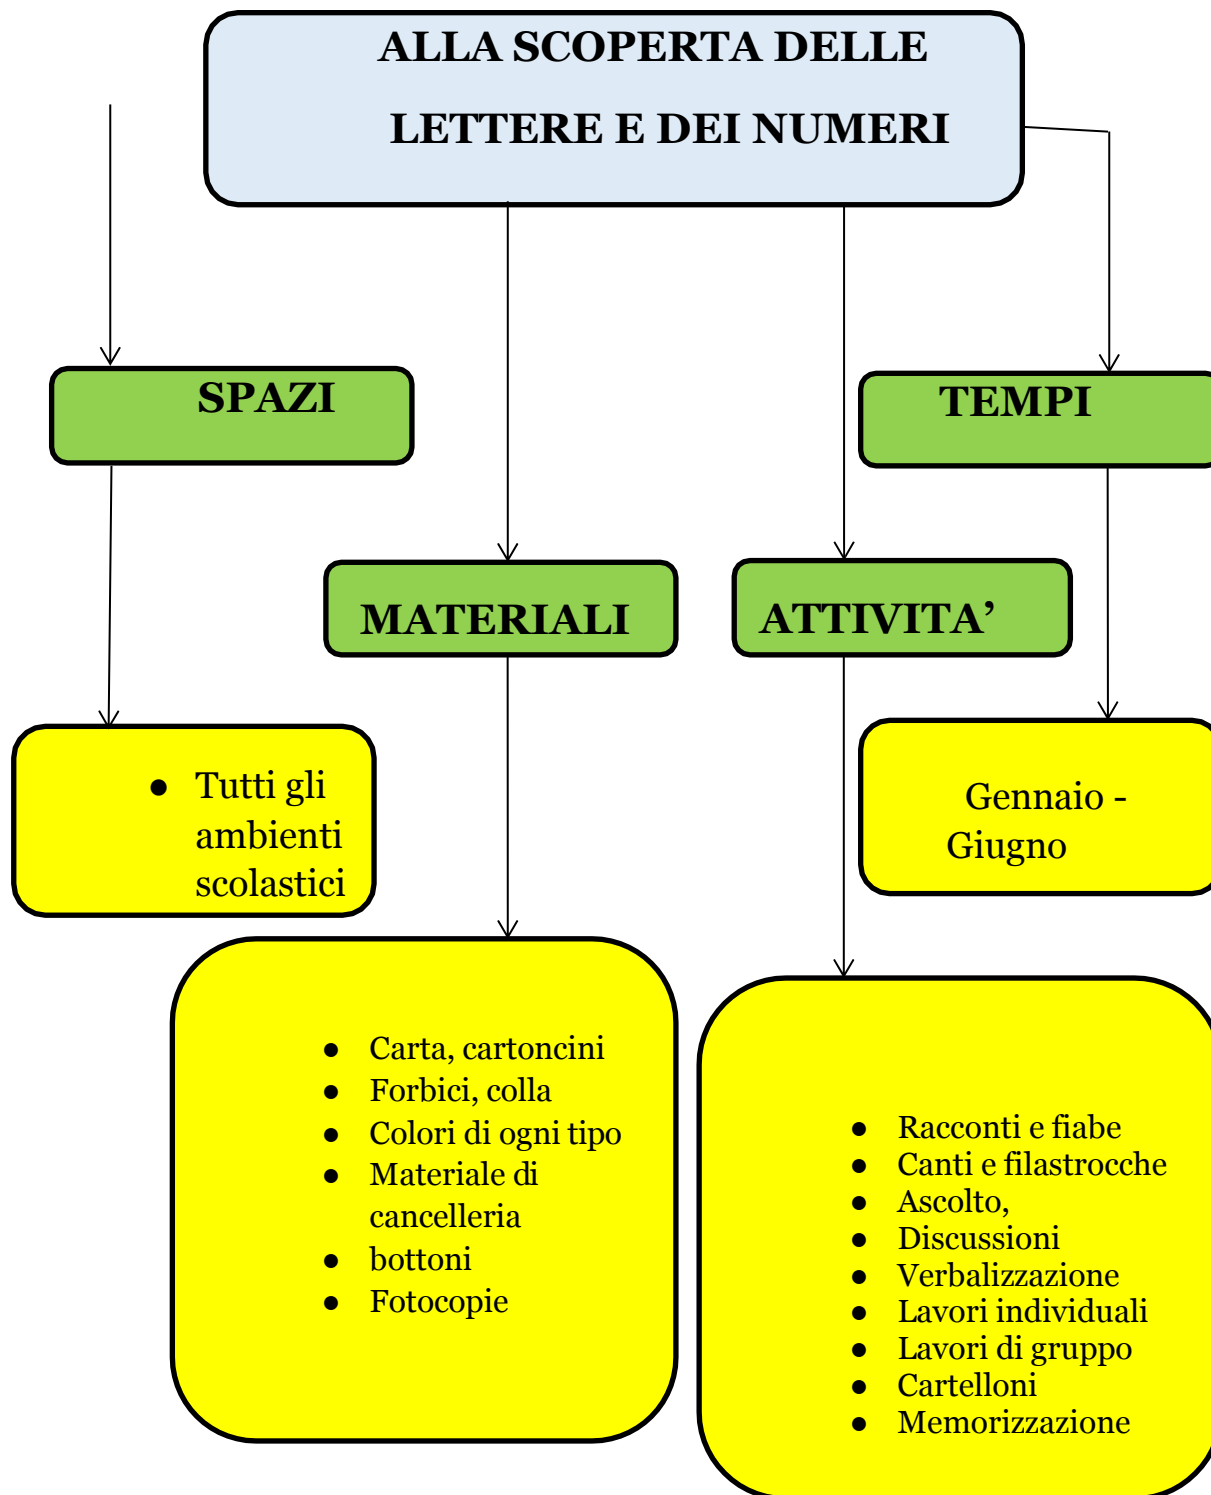 ALLA SCOPERTA DELLE
LETTERE E DEI NUMERI
SPAZI
TEMPI
MATERIALI
ATTIVITA’
● Tutti gli
ambienti
scolastici
Gennaio -
Giugno
● Carta, cartoncini
● Forbici, colla
● Colori di ogni tipo
● Materiale di
cancelleria
● bottoni
● Fotocopie
● Racconti e fiabe
● Canti e filastrocche
● Ascolto,
● Discussioni
● Verbalizzazione
● Lavori individuali
● Lavori di gruppo
● Cartelloni
● Memorizzazione